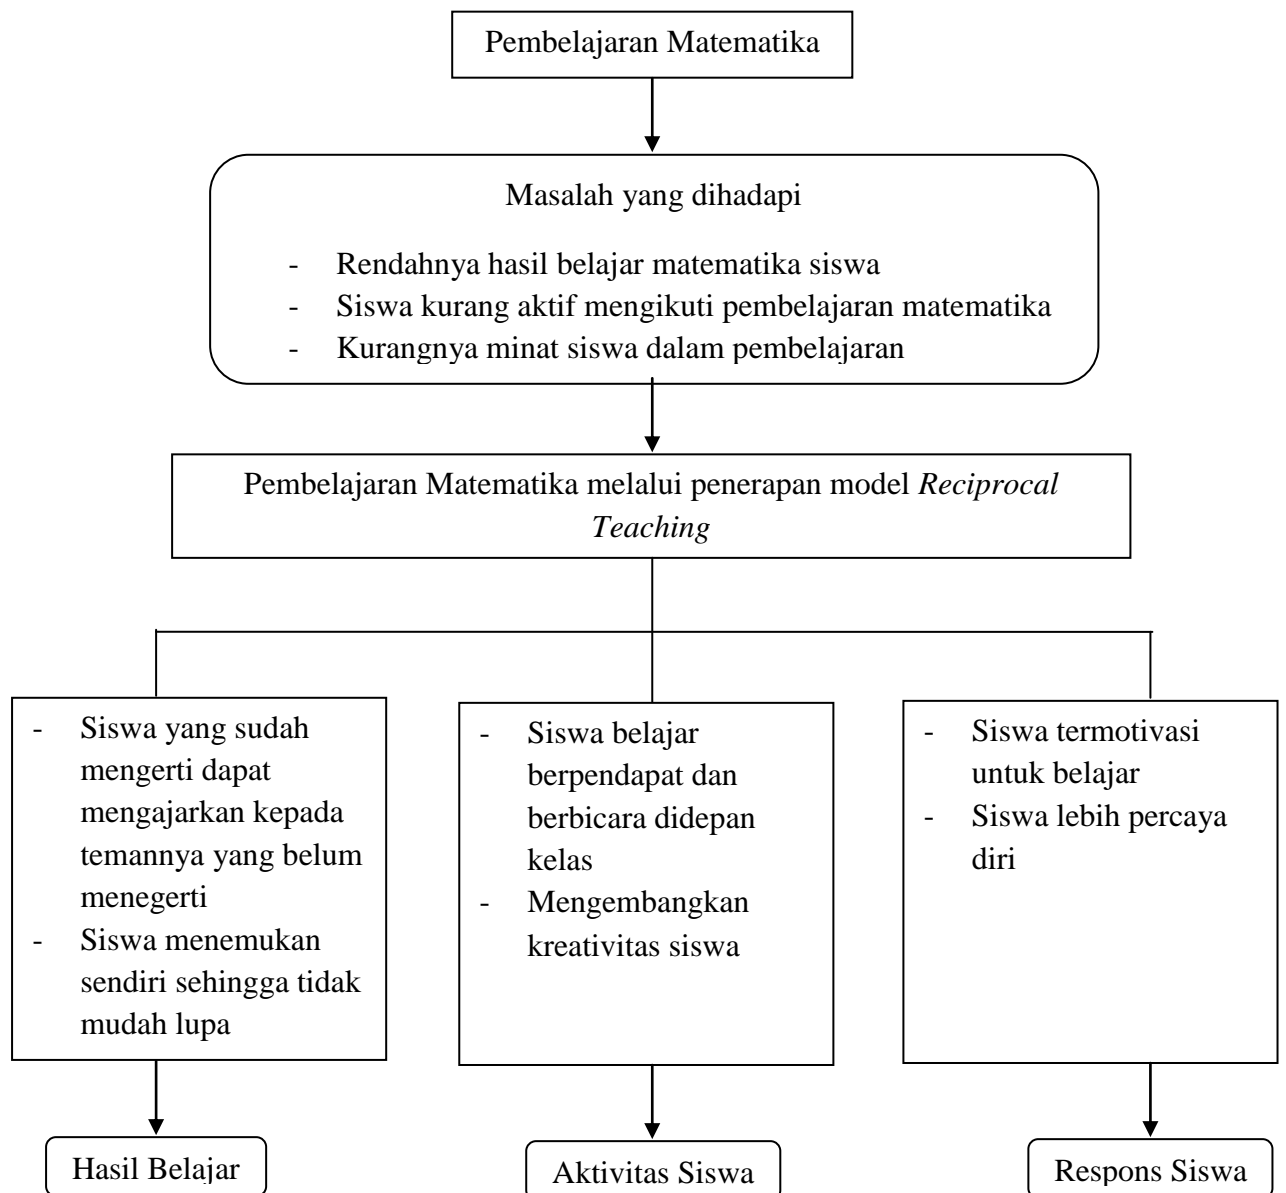 Pembelajaran Matematika
Masalah yang dihadapi
- Rendahnya hasil belajar matematika siswa
- Siswa kurang aktif mengikuti pembelajaran matematika
- Kurangnya minat siswa dalam pembelajaran
Pembelajaran Matematika melalui penerapan model Reciprocal
Teaching
- Siswa yang sudah
mengerti dapat
mengajarkan kepada
temannya yang belum
menegerti
- Siswa menemukan
sendiri sehingga tidak
mudah lupa
- Siswa belajar
berpendapat dan
berbicara didepan
kelas
- Mengembangkan
kreativitas siswa
- Siswa termotivasi
untuk belajar
- Siswa lebih percaya
diri
Hasil Belajar
Aktivitas Siswa
Respons Siswa